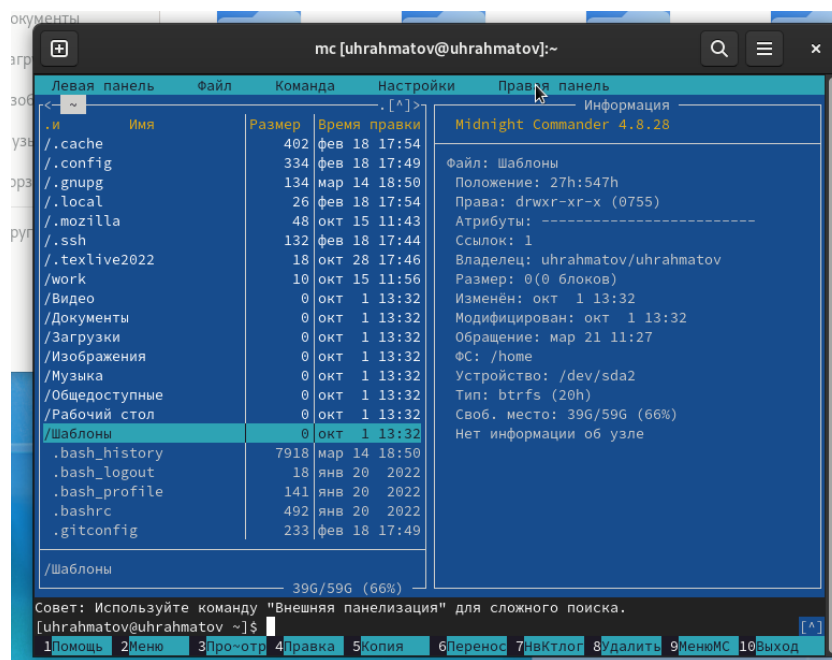 документы
mc [uhrahmatov@uhrahmatov]:~
Левая панель Файл Команда Настройки Правая панель
<─ ~ .[^]>
Информация
.и Имя Размер Время правки
Midnight Commander 4.8.28
/.cache 402 фев 18 17:54
/.config 334 фев 18 17:49
Файл: Шаблоны
/.gnupg 134 мар 14 18:50
Положение: 27h:547h
/.local 26 фев 18 17:54
Права: drwxr-xr-x (0755)
/.mozilla 48 окт 15 11:43
Атрибуты: -------------------------
/.ssh 132 фев 18 17:44
Ссылок: 1
/.texlive2022 18 окт 28 17:46
Владелец: uhrahmatov/uhrahmatov
/work 10 окт 15 11:56
Размер: 0(0 блоков)
/Видео 0 окт 1 13:32
Изменён: окт 1 13:32
/Документы 0 окт 1 13:32
Модифицирован: окт 1 13:32
/Загрузки 0 окт 1 13:32
Обращение: мар 21 11:27
/Изображения 0 окт 1 13:32
ФС: /home
/Музыка 0 окт 1 13:32
Устройство: /dev/sda2
/Общедоступные 0 окт 1 13:32
Тип: btrfs (20h)
/Рабочий стол 0 окт 1 13:32
Своб. место: 39G/59G (66%)
/Шаблоны 0 окт 1 13:32
Нет информации об узле
.bash_history 7918 мар 14 18:50
.bash_logout 18 янв 20 2022
.bash_profile 141 янв 20 2022
.bashrc 492 янв 20 2022
.gitconfig 233 фев 18 17:49
/Шаблоны
39G/59G (66%)
Совет: Используйте команду "Внешняя панелизация" для сложного поиска.
[uhrahmatov@uhrahmatov ~]$ [^]
1Помощь 2Меню 3Про~отр 4Правка 5Копия 6Перенос 7НвКтлог 8Удалить 9МенюМС 10Выход